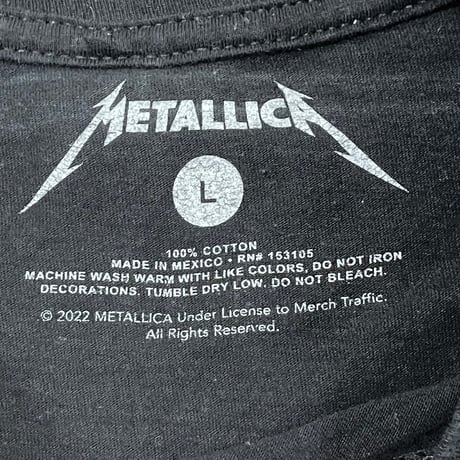 METALLICA
L
100% COTTON
MADE IN MEXICO • RN# 153105
MACHINE WASH WARM WITH LIKE COLORS, DO NOT IRON
DECORATIONS. TUMBLE DRY LOW. DO NOT BLEACH.
© 2022 METALLICA Under License to Merch Traffic.
All Rights Reserved.